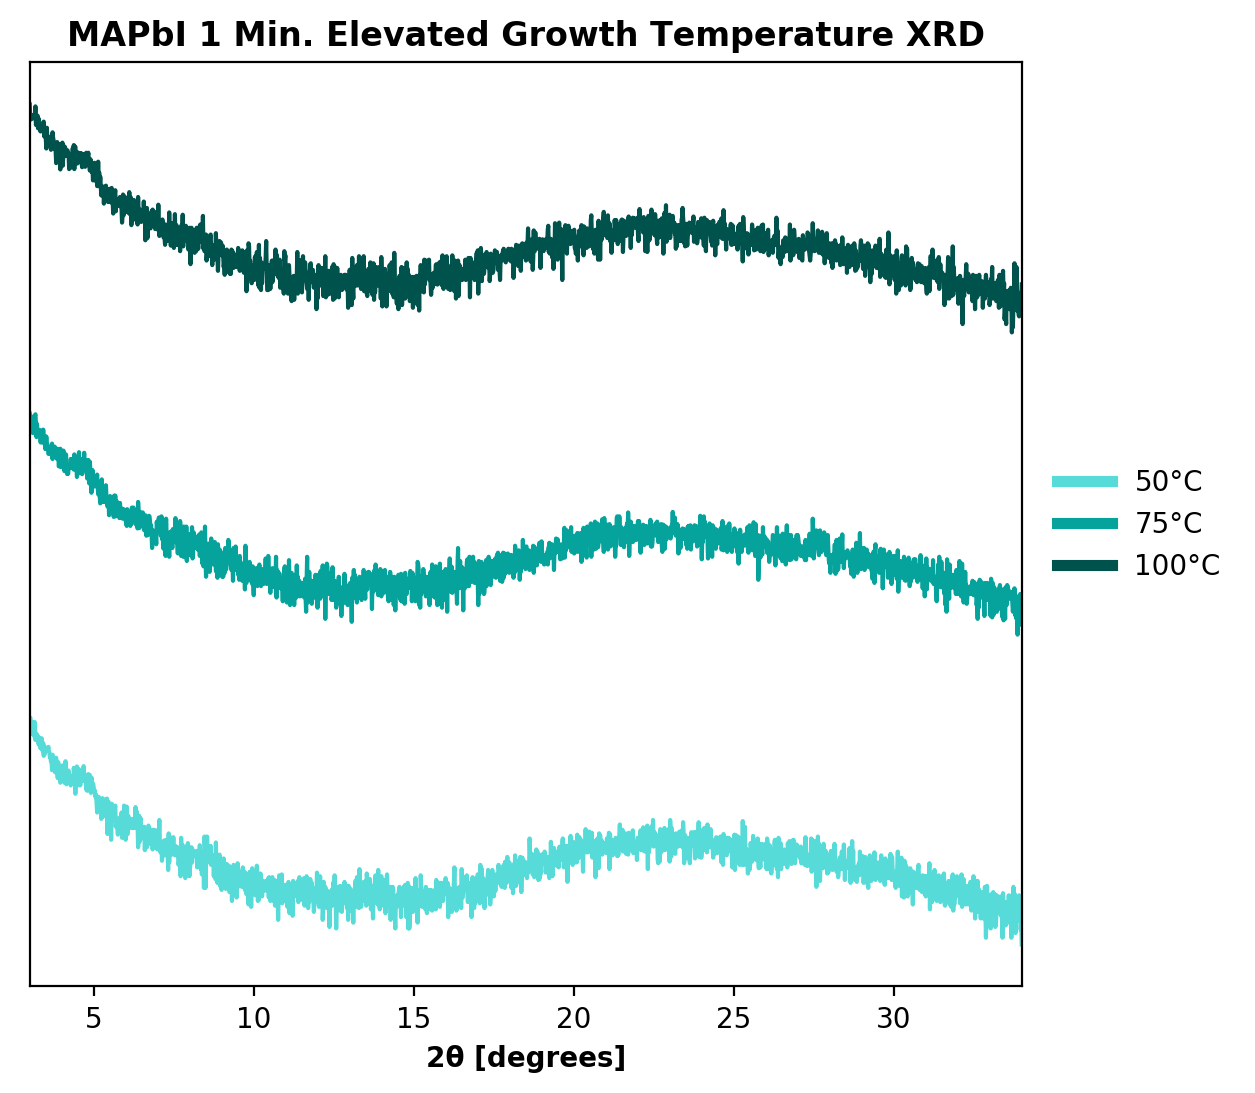 MAPbI 1 Min. Elevated Growth Temperature XRD
50°C
75°C
100°C
5 10 15 20 25 30
2θ [degrees]